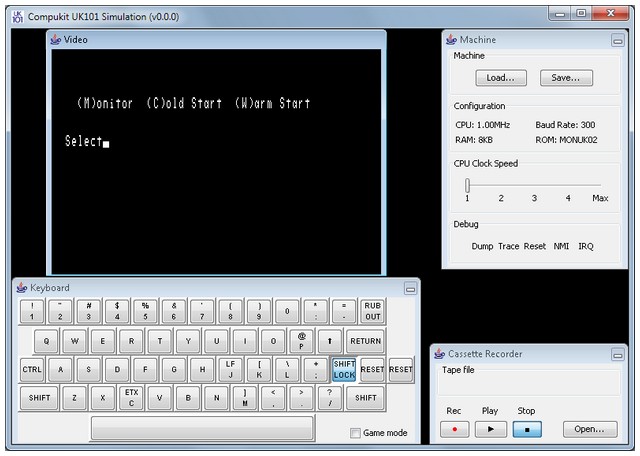 UK 101 Compukit UK101 Simulation (v0.0.0)
Video
(M)onitor (C)old Start (W)arm Start
Select
Machine
Machine
Load... Save...
Configuration
CPU: 1.00MHz Baud Rate: 300
RAM: 8KB ROM: MONUK02
CPU Clock Speed
1 2 3 4 Max
Debug
Dump Trace Reset NMI IRQ
Keyboard
! " # $ % & ' ( ) * = RUB
1 2 3 4 5 6 7 8 9 0 : - OUT
Q W E R T Y U I O @ P ⬆ RETURN
CTRL A S D F G H LF J [ K \ L + ; SHIFT LOCK RESET RESET
SHIFT Z X ETX C V B N ] M < , > . ? / SHIFT
Game mode
Cassette Recorder
Tape file
Rec Play Stop
Open...